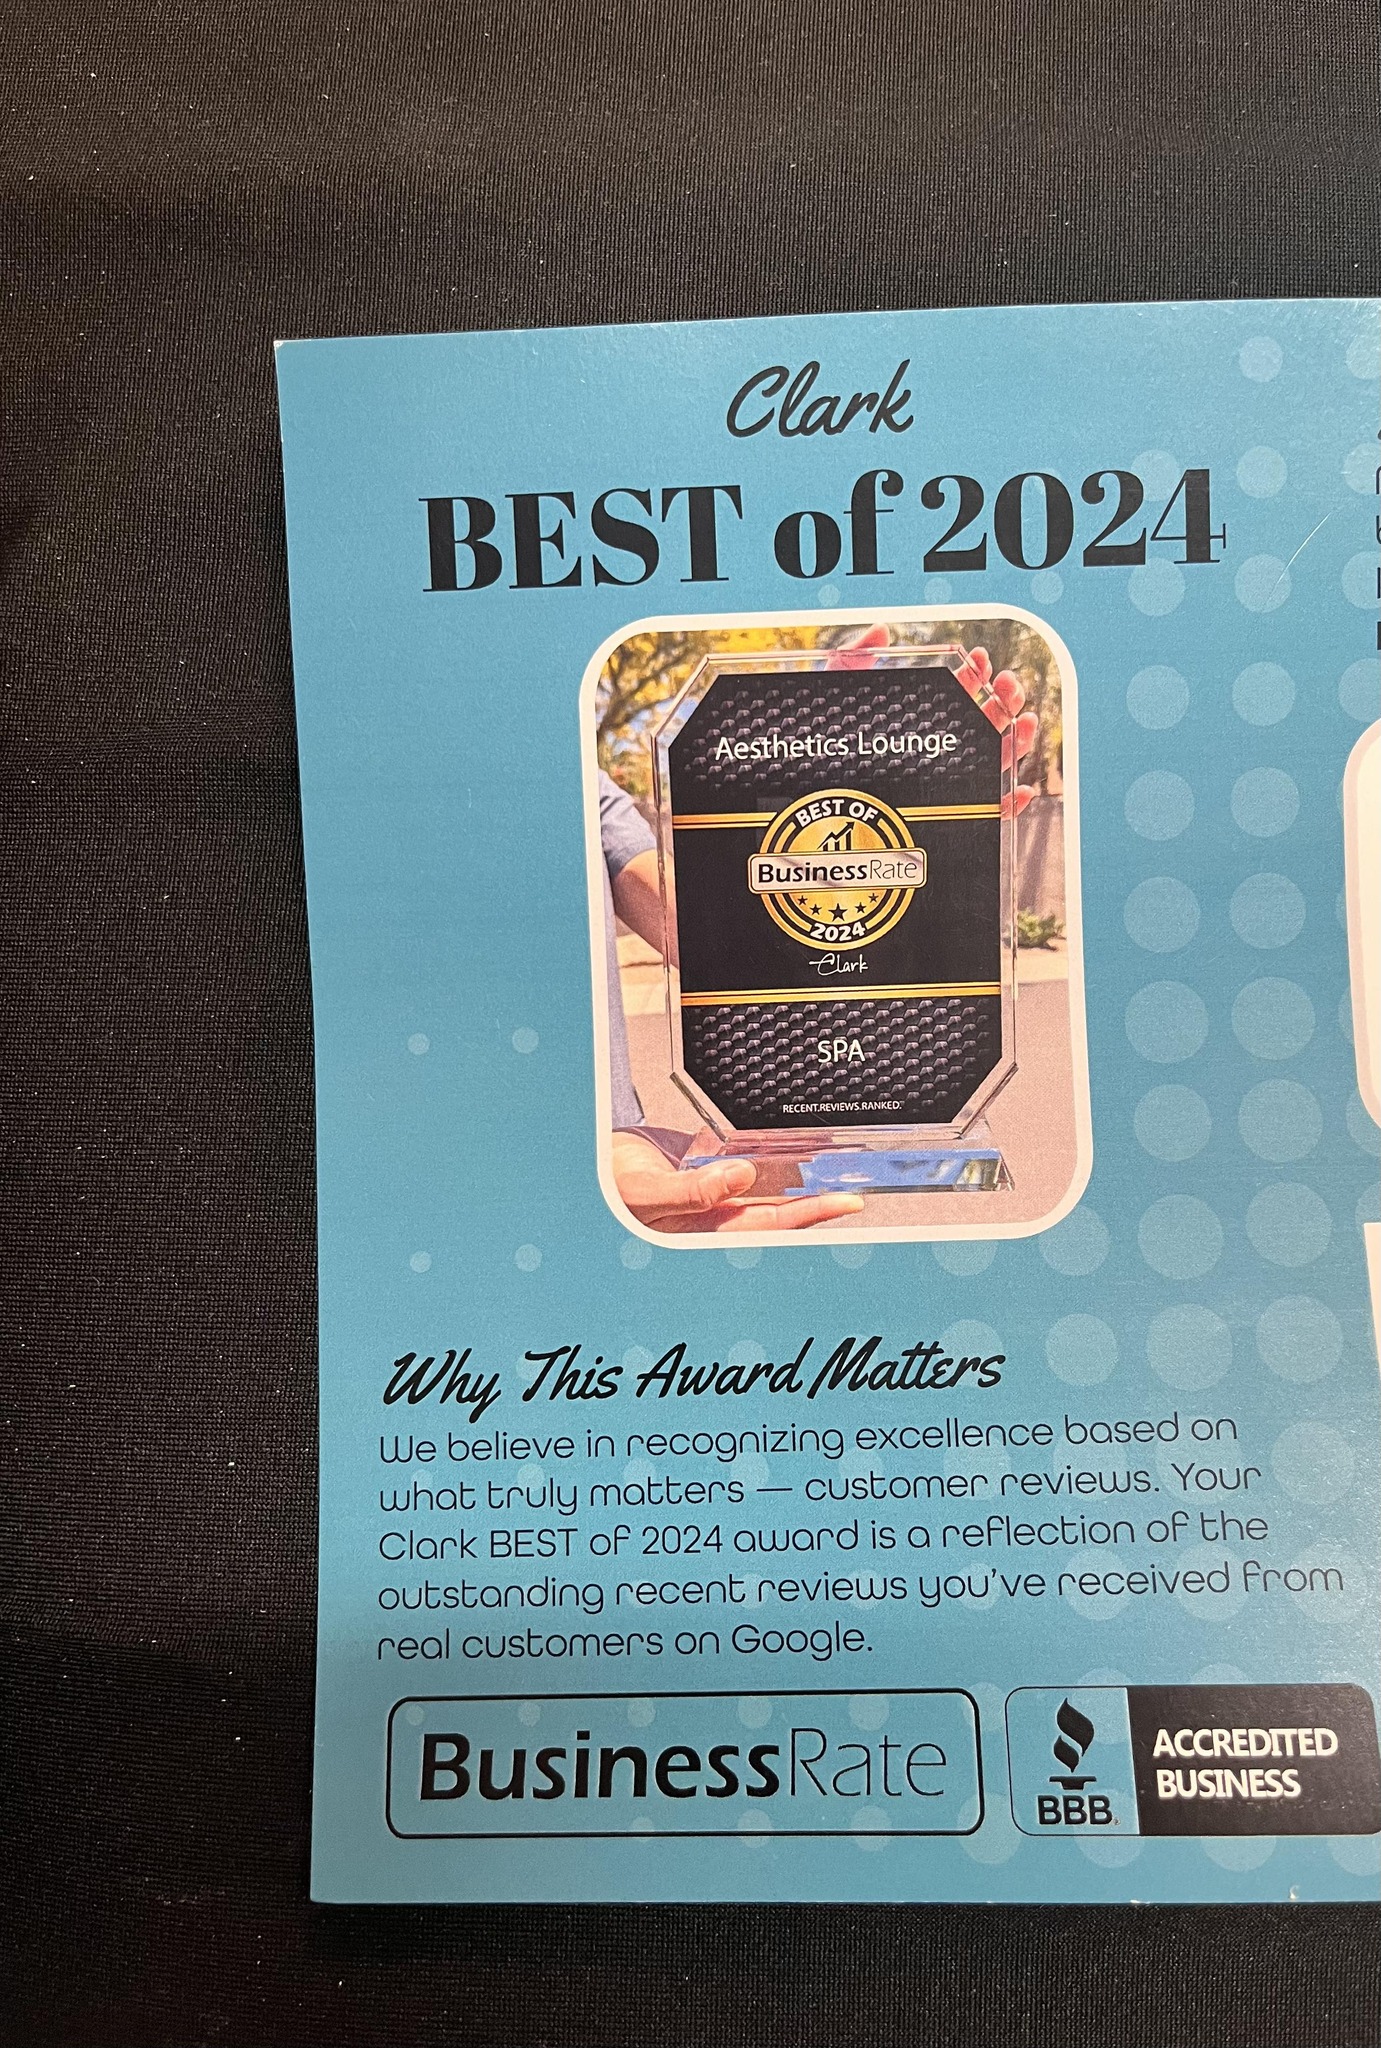 Clark
BEST of 2024
Aesthetics Lounge
BEST OF
BusinessRate
2024
Clark
SPA
RECENT.REVIEWS.RANKED.
Why This Award Matters
We believe in recognizing excellence based on
what truly matters — customer reviews. Your
Clark BEST of 2024 award is a reflection of the
outstanding recent reviews you've received from
real customers on Google.
BusinessRate
BBB
ACCREDITED
BUSINESS